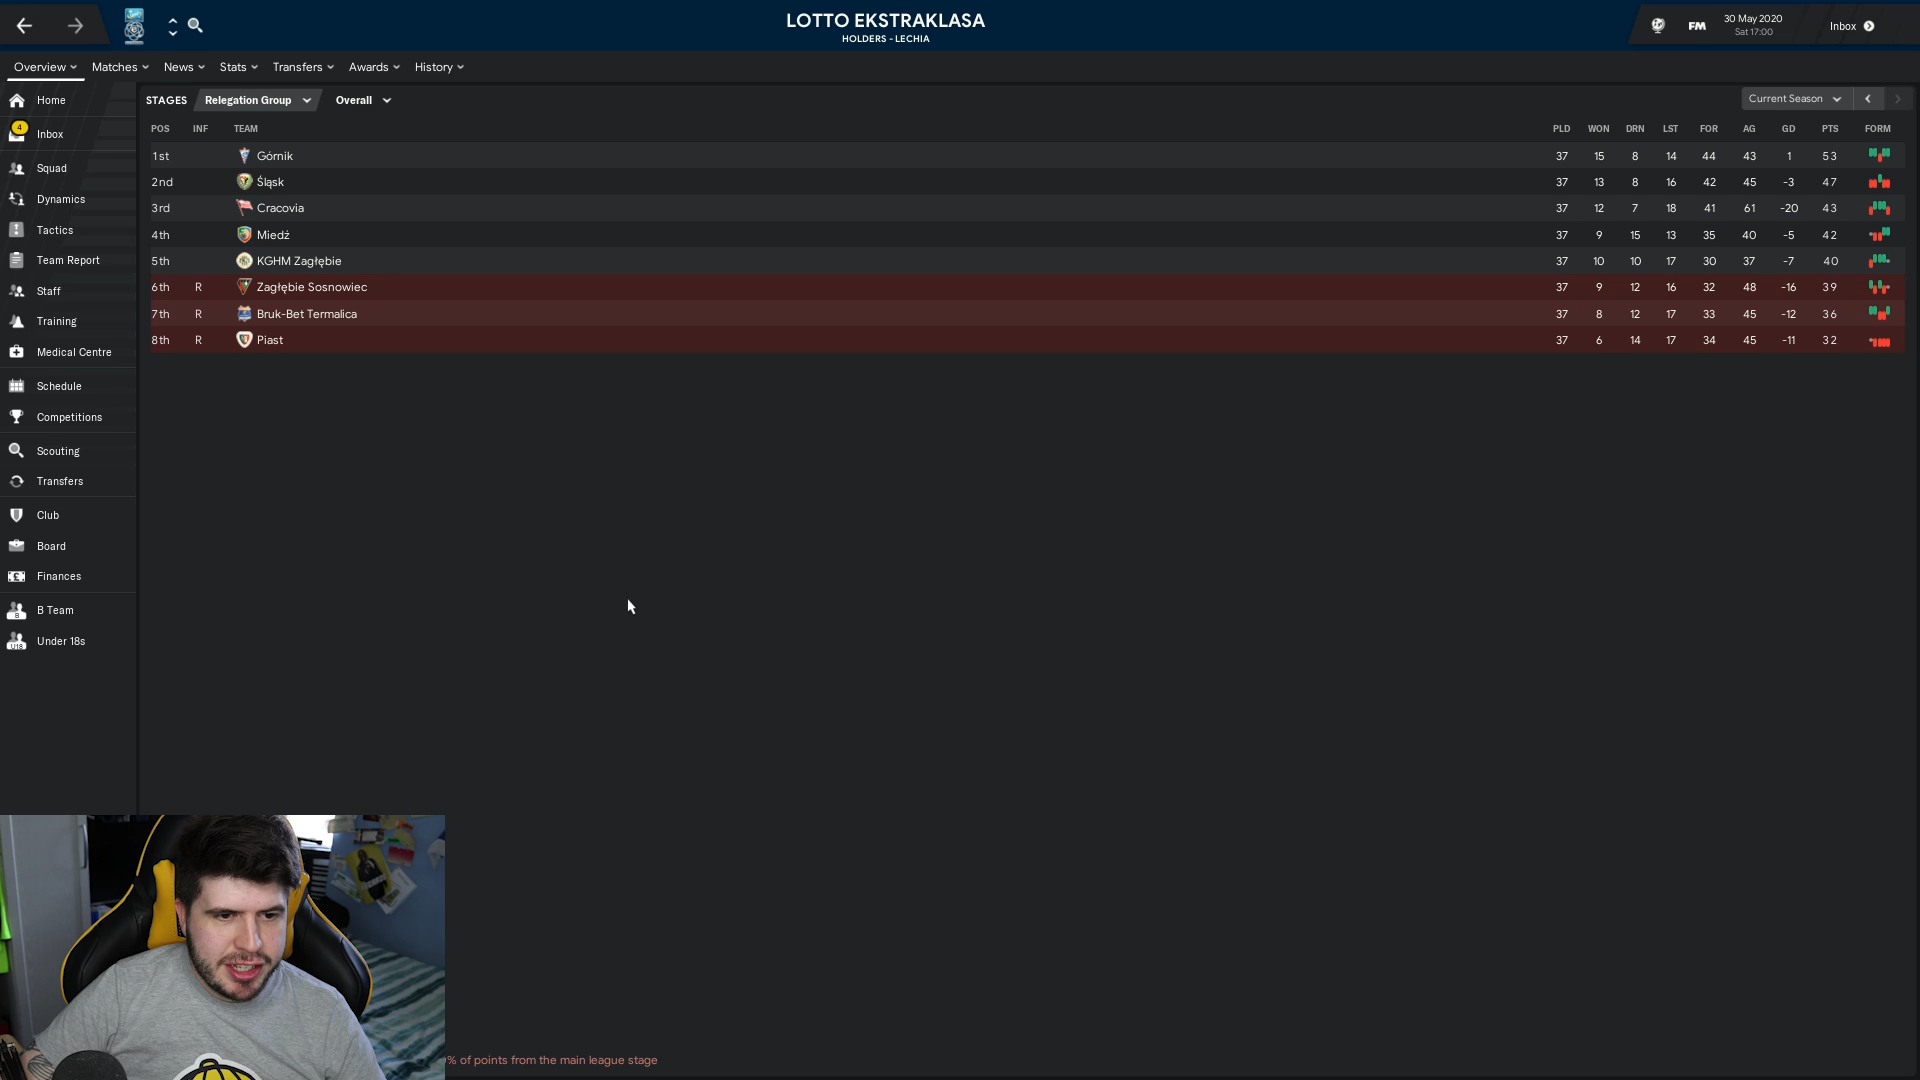 LOTTO EKSTRAKLASA
HOLDERS - LECHIA
FM
30 May 2020
Sat 17:00
Inbox
Overview Matches News Stats Transfers Awards History
Home
4
Inbox
Squad
Dynamics
Tactics
Team Report
Staff
Training
Medical Centre
Schedule
Competitions
Scouting
Transfers
Club
Board
Finances
B Team
Under 18s
STAGES Relegation Group Overall Current Season
POS INF TEAM PLD WON DRN LST FOR AG GD PTS FORM
1st Górnik 37 15 8 14 44 43 1 53
2nd Śląsk 37 13 8 16 42 45 -3 47
3rd Cracovia 37 12 7 18 41 61 -20 43
4th Miedź 37 9 15 13 35 40 -5 42
5th KGHM Zagłębie 37 10 10 17 30 37 -7 40
6th R Zagłębie Sosnowiec 37 9 12 16 32 48 -16 39
7th R Bruk-Bet Termalica 37 8 12 17 33 45 -12 36
8th R Piast 37 6 14 17 34 45 -11 32
% of points from the main league stage